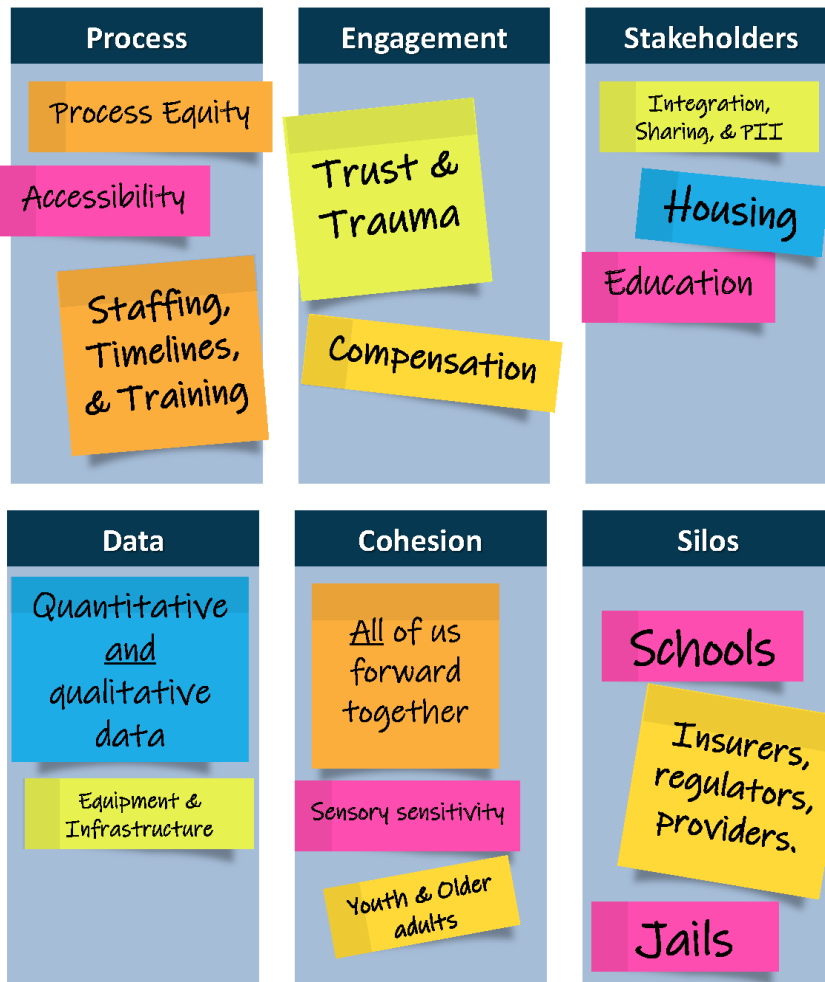 Process
Process Equity
Accessibility
Staffing,
Timelines,
& Training
Engagement
Trust &
Trauma
Compensation
Stakeholders
Integration,
Sharing, & PII
Housing
Education
Data
Quantitative
and
qualitative
data
Equipment &
Infrastructure
Cohesion
All of us
forward
together
Sensory sensitivity
Youth & Older
adults
Silos
Schools
Insurers,
regulators,
providers.
Jails